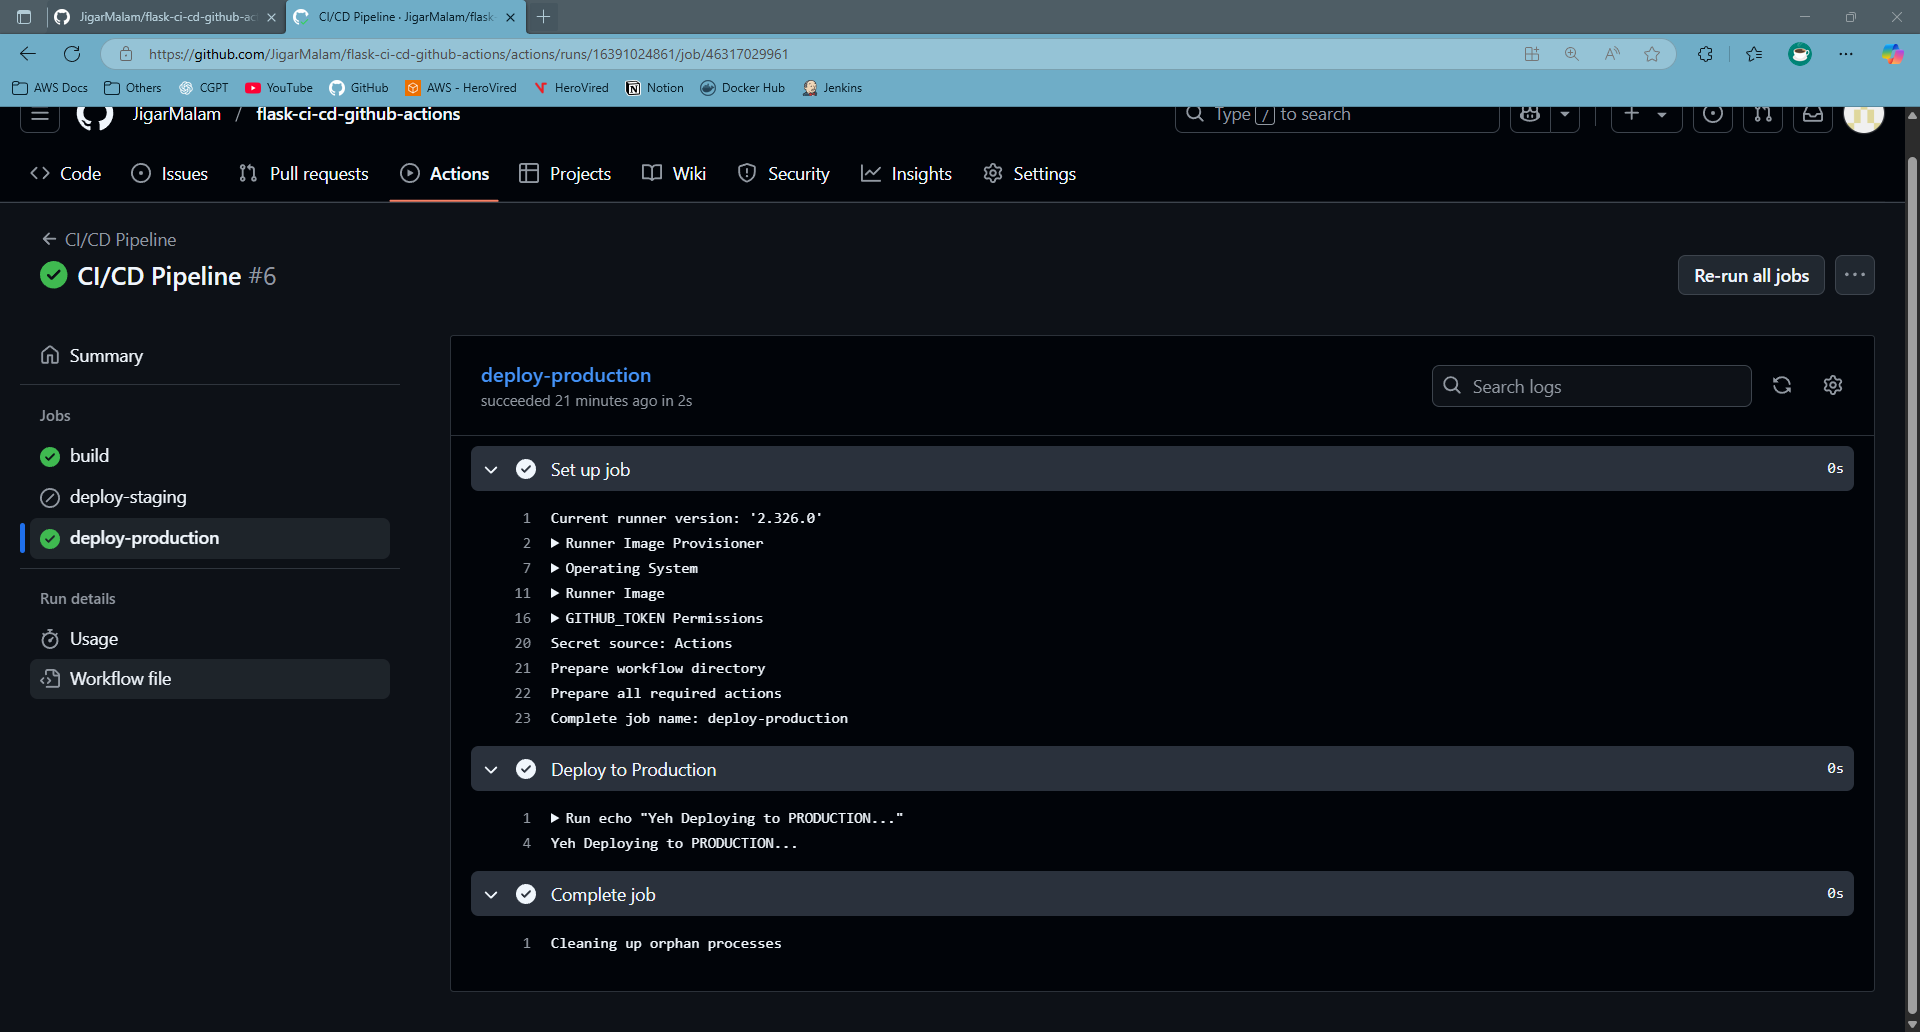 JigarMalam/flask-ci-cd-github-ac
CI/CD Pipeline · JigarMalam/flask
https://github.com/JigarMalam/flask-ci-cd-github-actions/actions/runs/16391024861/job/46317029961
AWS Docs Others CGPT YouTube GitHub AWS - HeroVired HeroVired Notion Docker Hub Jenkins
JigarMalam / flask-ci-cd-github-actions
Type / to search
Code Issues Pull requests Actions Projects Wiki Security Insights Settings
CI/CD Pipeline
CI/CD Pipeline #6
Re-run all jobs
Summary
Jobs
build
deploy-staging
deploy-production
Run details
Usage
Workflow file
deploy-production
succeeded 21 minutes ago in 2s
Search logs
Set up job 0s
1 Current runner version: '2.326.0'
2 Runner Image Provisioner
7 Operating System
11 Runner Image
16 GITHUB_TOKEN Permissions
20 Secret source: Actions
21 Prepare workflow directory
22 Prepare all required actions
23 Complete job name: deploy-production
Deploy to Production 0s
1 Run echo "Yeh Deploying to PRODUCTION..."
4 Yeh Deploying to PRODUCTION...
Complete job 0s
1 Cleaning up orphan processes